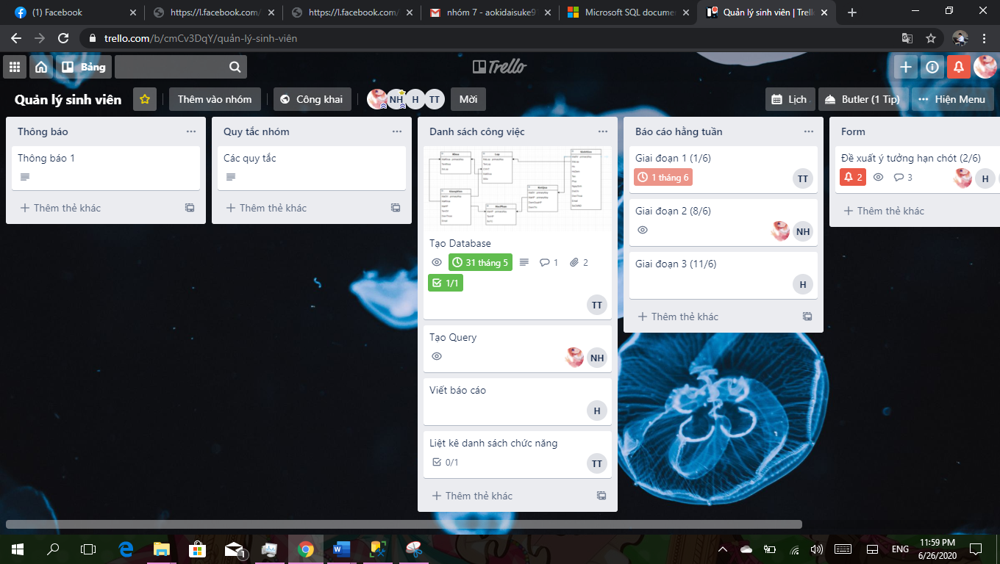 (1) Facebook
https://l.facebook.com/
https://l.facebook.com/
nhóm 7 - aokidaisuke9
Microsoft SQL docume
Quản lý sinh viên | Trell
trello.com/b/cmCv3DqY/quản-lý-sinh-viên
Bảng
Trello
Quản lý sinh viên
Thêm vào nhóm
Công khai
NH
H
TT
Mời
Lịch
Butler (1 Tip)
Hiện Menu
Thông báo
Thông báo 1
Thêm thẻ khác
Quy tắc nhóm
Các quy tắc
Thêm thẻ khác
Danh sách công việc
Tạo Database
31 tháng 5
1
2
1/1
TT
Tạo Query
NH
Viết báo cáo
H
Liệt kê danh sách chức năng
0/1
TT
Thêm thẻ khác
Báo cáo hằng tuần
Giai đoạn 1 (1/6)
1 tháng 6
TT
Giai đoạn 2 (8/6)
NH
Giai đoạn 3 (11/6)
H
Thêm thẻ khác
Form
Đề xuất ý tưởng hạn chót (2/6)
2
3
H
Thêm thẻ khác
1
ENG
11:59 PM
6/26/2020